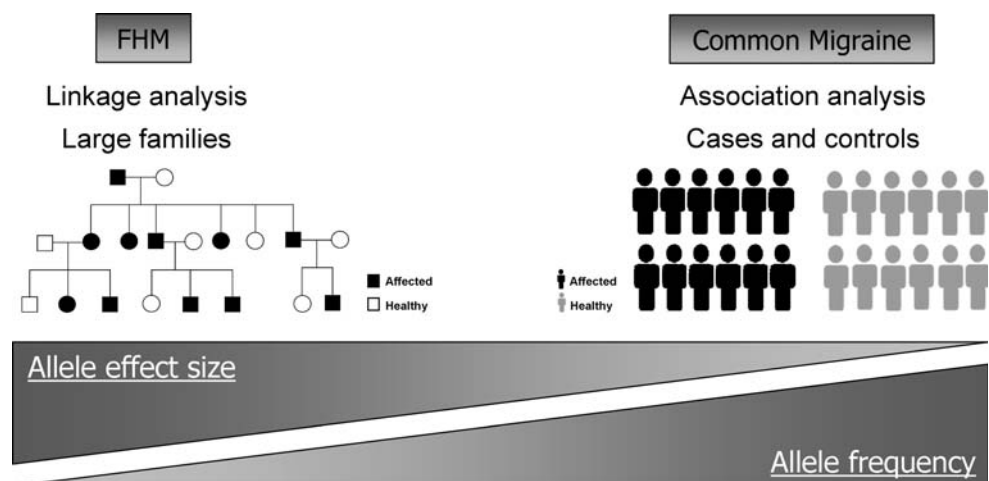 FHM
Linkage analysis
Large families
Affected
Healthy
Common Migraine
Association analysis
Cases and controls
Affected
Healthy
Allele effect size
Allele frequency